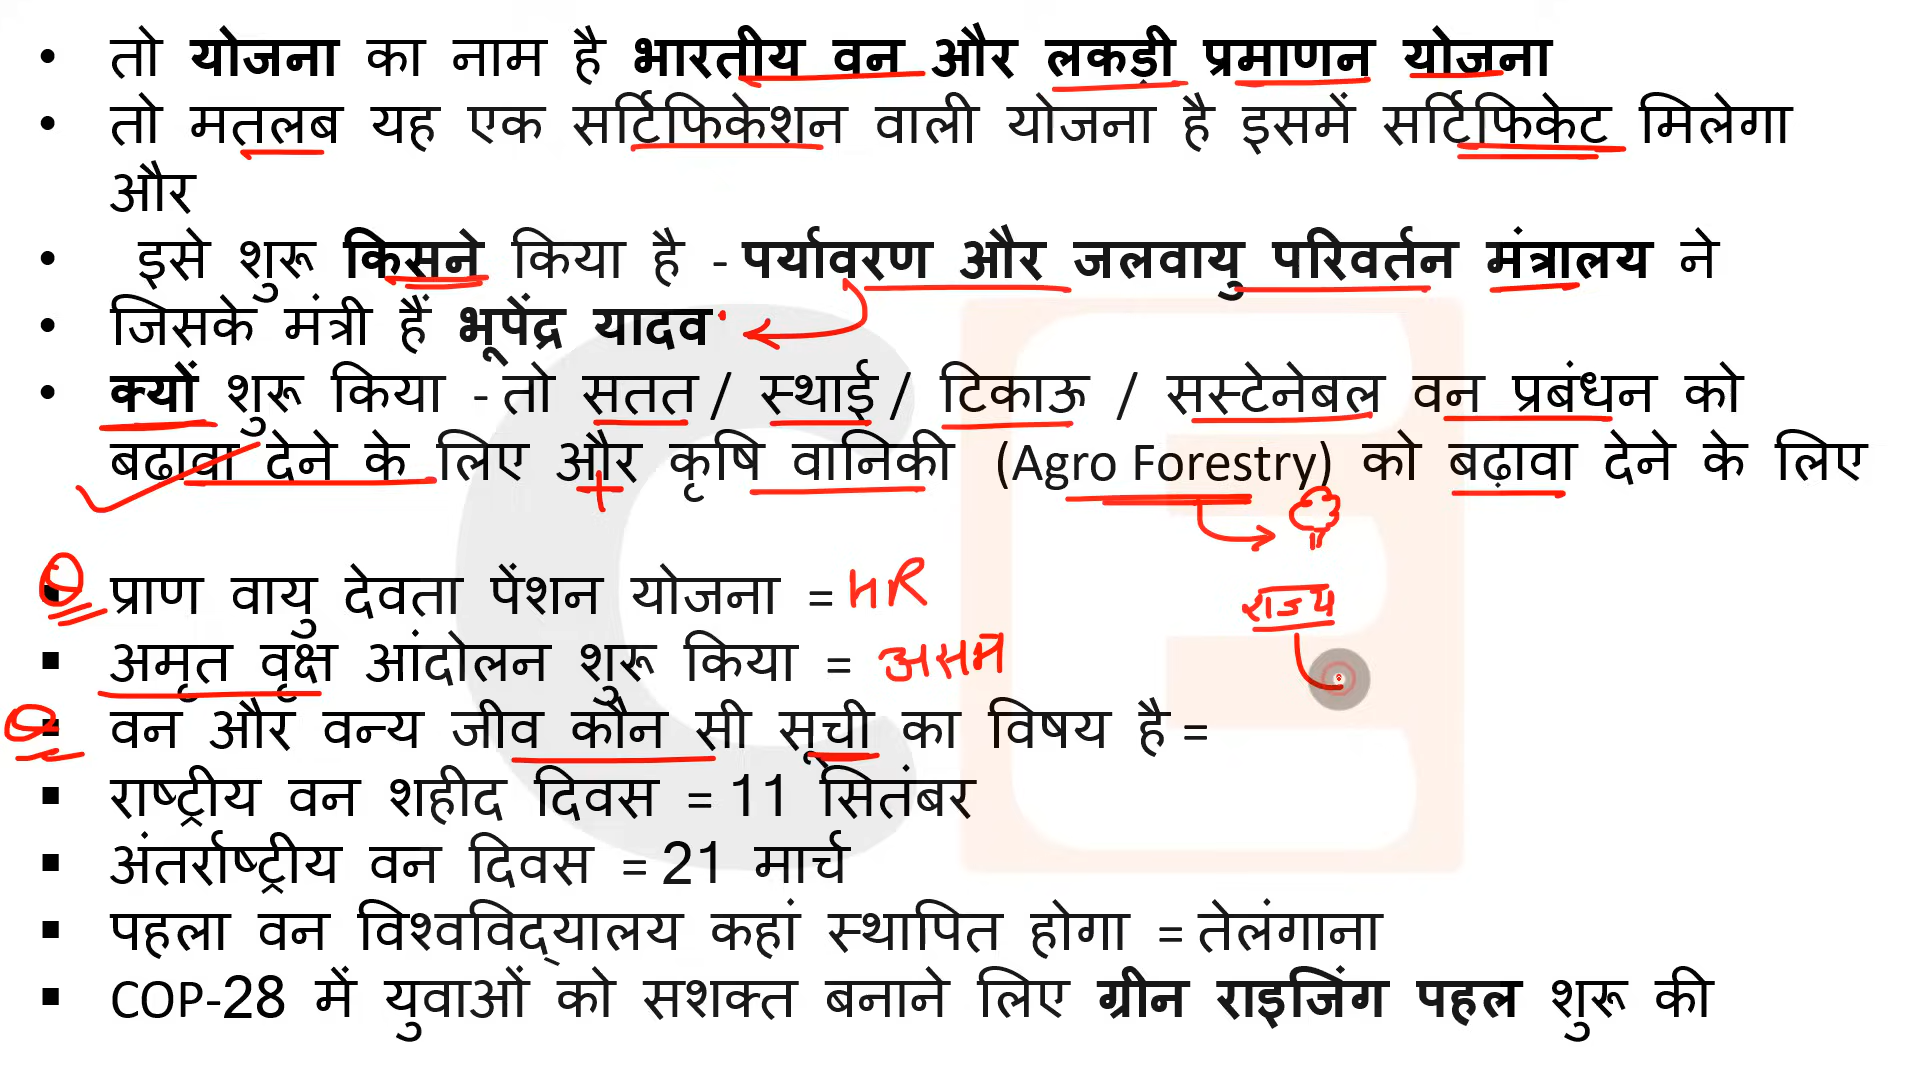 • तो योजना का नाम है भारतीय वन और लकड़ी प्रमाणन योजना
• तो मतलब यह एक सर्टिफिकेशन वाली योजना है इसमें सर्टिफिकेट मिलेगा
और
• इसे शुरू किसने किया है - पर्यावरण और जलवायु परिवर्तन मंत्रालय ने
• जिसके मंत्री हैं भूपेंद्र यादव
• क्यों शुरू किया - तो सतत / स्थाई / टिकाऊ / सस्टेनेबल वन प्रबंधन को
बढावा देने के लिए और कृषि वानिकी (Agro Forestry) को बढ़ावा देने के लिए
▪ प्राण वायु देवता पेंशन योजना = HR
राज्य
▪ अमृत वृक्ष आंदोलन शुरू किया = असम
▪ वन और वन्य जीव कौन सी सूची का विषय है =
▪ राष्ट्रीय वन शहीद दिवस = 11 सितंबर
▪ अंतर्राष्ट्रीय वन दिवस = 21 मार्च
▪ पहला वन विश्वविद्यालय कहां स्थापित होगा = तेलंगाना
▪ COP-28 में युवाओं को सशक्त बनाने लिए ग्रीन राइजिंग पहल शुरू की